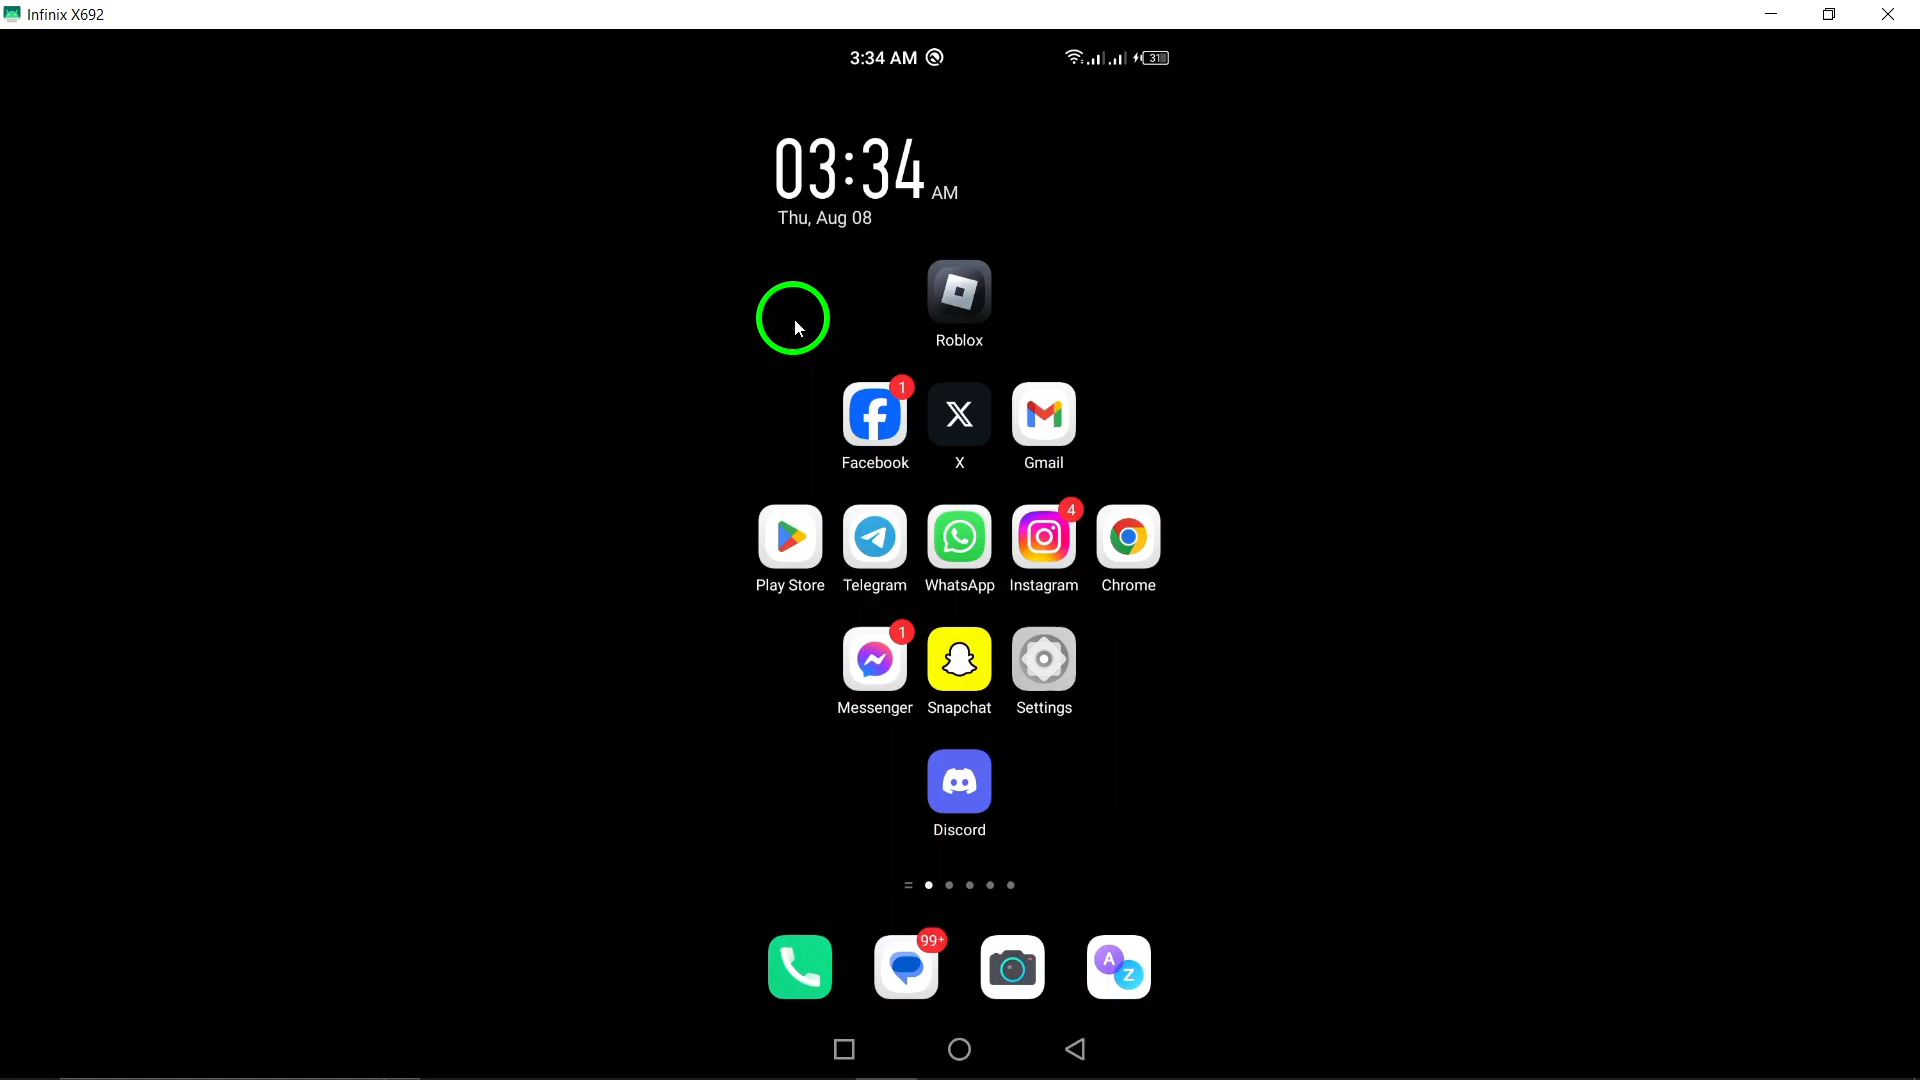 Infinix X692
3:34 AM
31
03:34 AM
Thu, Aug 08
Roblox
1
Facebook
X
Gmail
4
Play Store
Telegram
WhatsApp
Instagram
Chrome
1
Messenger
Snapchat
Settings
Discord
99+
A
Z